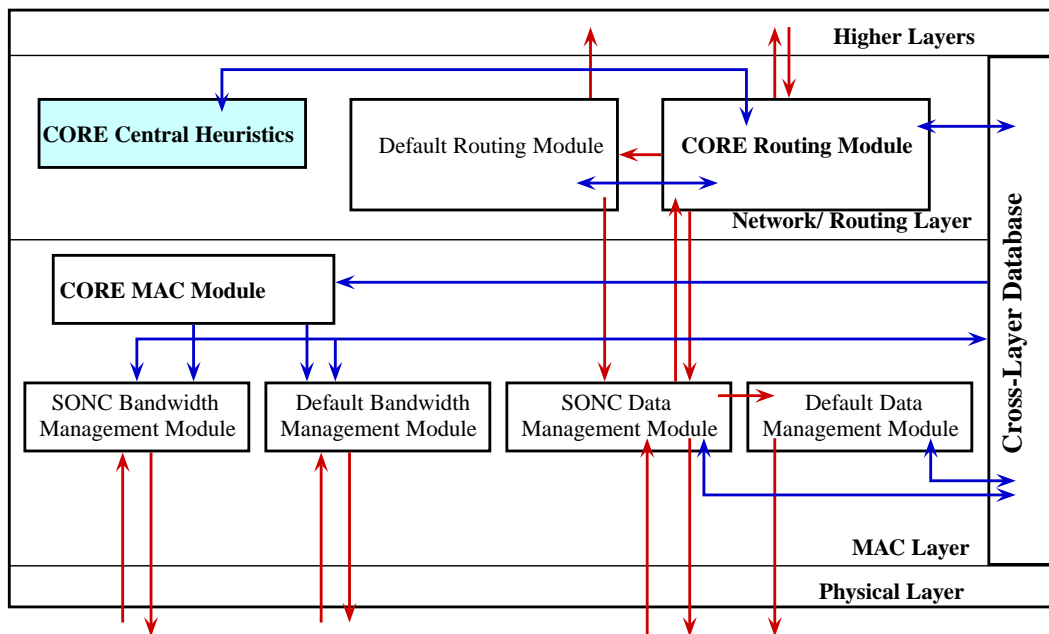 Higher Layers
CORE Central Heuristics
Default Routing Module
CORE Routing Module
Network/ Routing Layer
Cross-Layer Database
CORE MAC Module
SONC Bandwidth
Management Module
Default Bandwidth
Management Module
SONC Data
Management Module
Default Data
Management Module
MAC Layer
Physical Layer